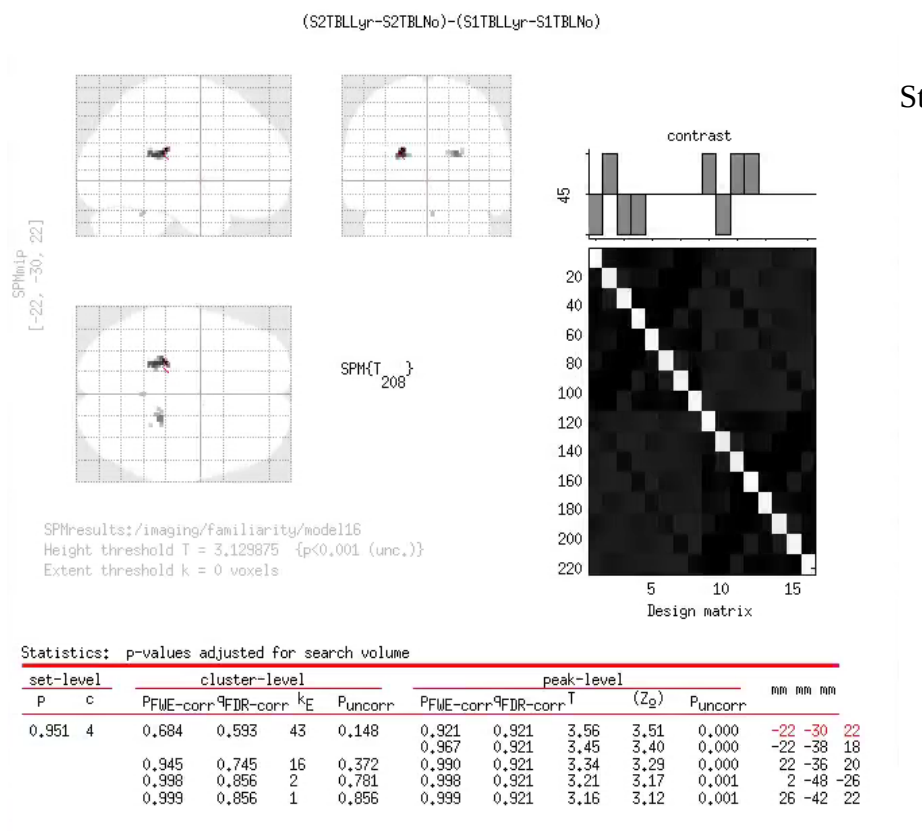 (S2TBLLyr-S2TBLNo)-(S1TBLLyr-S1TBLNo)
St
contrast
45
SPMmip
[-22, -30, 22]
SPM{T208}
20
40
60
80
100
120
140
160
180
200
220
5 10 15
Design matrix
SPMresults:/imaging/familiarity/model16
Height threshold T = 3.129875 {p<0.001 (unc.)}
Extent threshold k = 0 voxels
Statistics: p-values adjusted for search volume
set-level cluster-level peak-level mm mm mm
p c pFWE-corr qFDR-corr kE puncorr pFWE-corr qFDR-corr T (Zo) puncorr
0.951 4 0.684 0.593 43 0.148 0.921 0.921 3.56 3.51 0.000 -22 -30 22
0.967 0.921 3.45 3.40 0.000 -22 -38 18
0.945 0.745 16 0.372 0.990 0.921 3.34 3.29 0.000 22 -36 20
0.998 0.856 2 0.781 0.998 0.921 3.21 3.17 0.001 2 -48 -26
0.999 0.856 1 0.856 0.999 0.921 3.16 3.12 0.001 26 -42 22